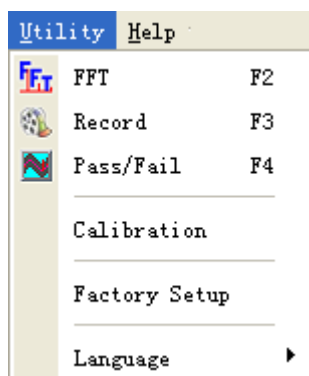 Utility Help
FFT F2
Record F3
Pass/Fail F4
Calibration
Factory Setup
Language